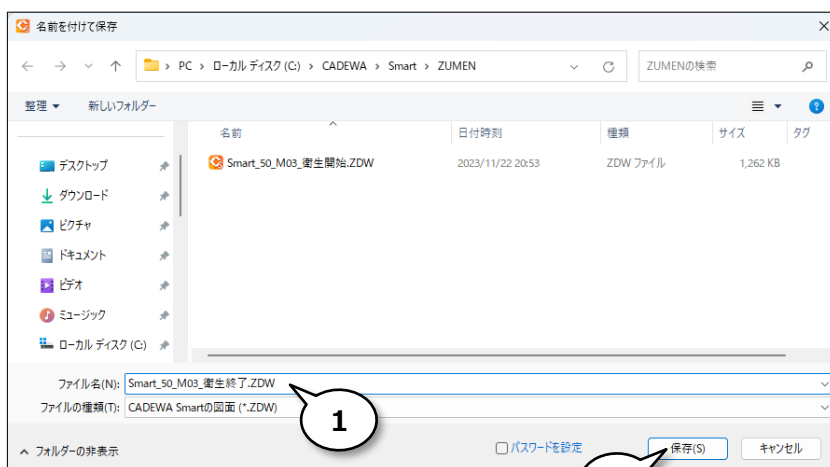 名前を付けて保存
PC › ローカル ディスク (C:) › CADEWA › Smart › ZUMEN
ZUMENの検索
整理 新しいフォルダー
名前 日付時刻 種類 サイズ タグ
Smart_50_M03_衛生開始.ZDW 2023/11/22 20:53 ZDW ファイル 1,262 KB
デスクトップ
ダウンロード
ピクチャ
ドキュメント
ビデオ
ミュージック
ローカル ディスク (C:)
ファイル名(N): Smart_50_M03_衛生終了.ZDW
ファイルの種類(T): CADEWA Smartの図面 (*.ZDW)
1
フォルダーの非表示 パスワードを設定 保存(S) キャンセル